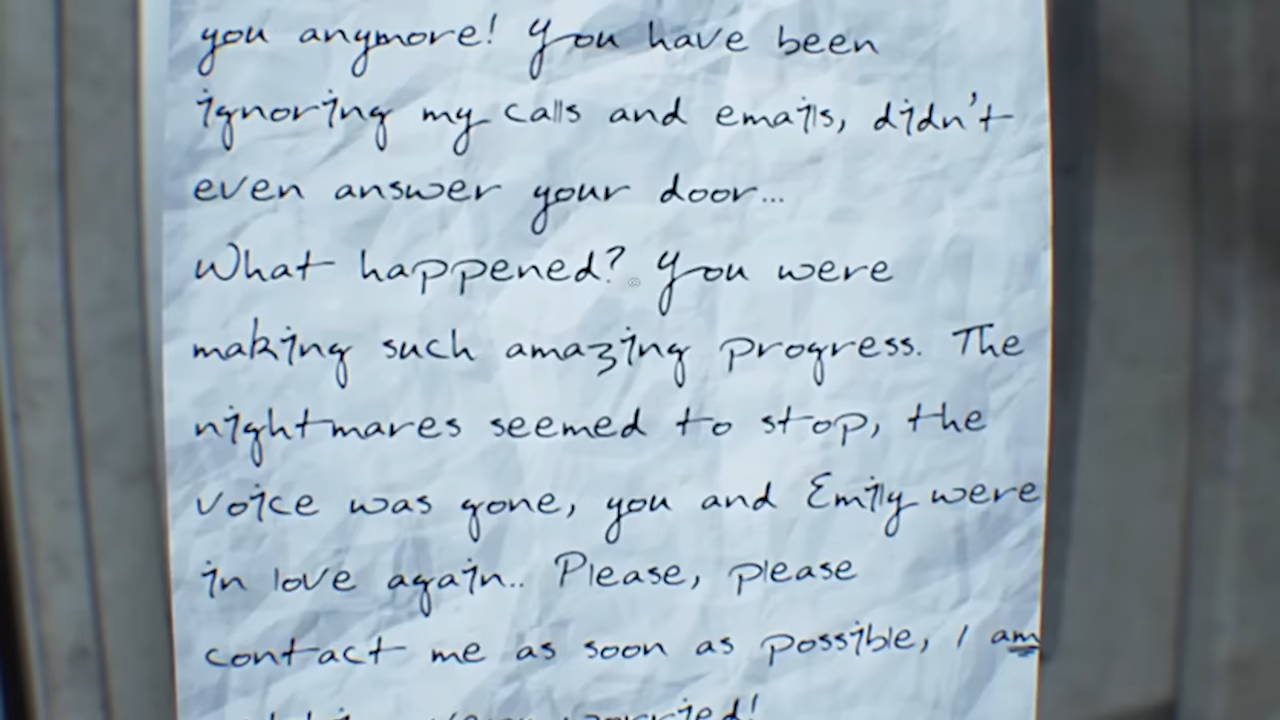 you anymore! You have been
ignoring my calls and emails, didn't
even answer your door...
What happened? You were
making such amazing progress. The
nightmares seemed to stop, the
voice was gone, you and Emily were
in love again.. Please, please
contact me as soon as possible, I am
worried!